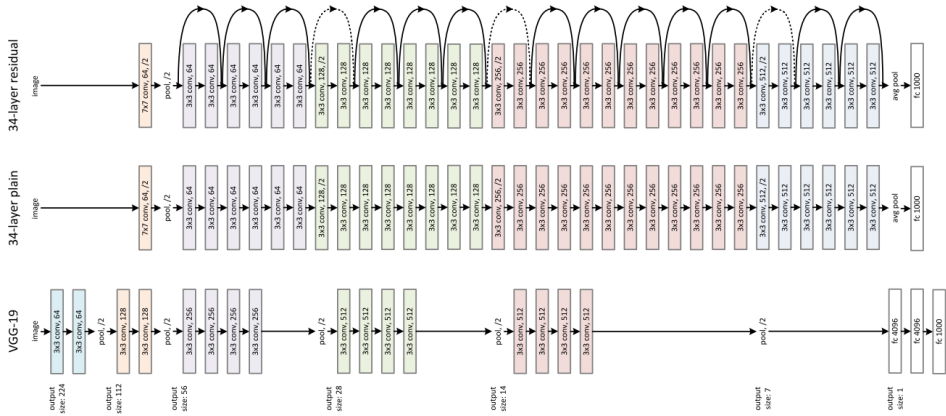 VGG-19
34-layer plain
34-layer residual
output
size: 224
output
size: 112
output
size: 56
output
size: 28
output
size: 14
output
size: 7
output
size: 1
image
3x3 conv, 64
3x3 conv, 64
pool, /2
3x3 conv, 128
3x3 conv, 128
pool, /2
3x3 conv, 256
3x3 conv, 256
3x3 conv, 256
3x3 conv, 256
pool, /2
3x3 conv, 512
3x3 conv, 512
3x3 conv, 512
3x3 conv, 512
pool, /2
3x3 conv, 512
3x3 conv, 512
3x3 conv, 512
3x3 conv, 512
pool, /2
fc 4096
fc 4096
fc 1000
image
7x7 conv, 64, /2
pool, /2
3x3 conv, 64
3x3 conv, 64
3x3 conv, 64
3x3 conv, 64
3x3 conv, 64
3x3 conv, 64
3x3 conv, 128, /2
3x3 conv, 128
3x3 conv, 128
3x3 conv, 128
3x3 conv, 128
3x3 conv, 128
3x3 conv, 128
3x3 conv, 128
3x3 conv, 256, /2
3x3 conv, 256
3x3 conv, 256
3x3 conv, 256
3x3 conv, 256
3x3 conv, 256
3x3 conv, 256
3x3 conv, 256
3x3 conv, 256
3x3 conv, 256
3x3 conv, 256
3x3 conv, 256
3x3 conv, 512, /2
3x3 conv, 512
3x3 conv, 512
3x3 conv, 512
3x3 conv, 512
3x3 conv, 512
avg pool
fc 1000
image
7x7 conv, 64, /2
pool, /2
3x3 conv, 64
3x3 conv, 64
3x3 conv, 64
3x3 conv, 64
3x3 conv, 64
3x3 conv, 64
3x3 conv, 128, /2
3x3 conv, 128
3x3 conv, 128
3x3 conv, 128
3x3 conv, 128
3x3 conv, 128
3x3 conv, 128
3x3 conv, 128
3x3 conv, 256, /2
3x3 conv, 256
3x3 conv, 256
3x3 conv, 256
3x3 conv, 256
3x3 conv, 256
3x3 conv, 256
3x3 conv, 256
3x3 conv, 256
3x3 conv, 256
3x3 conv, 256
3x3 conv, 256
3x3 conv, 512, /2
3x3 conv, 512
3x3 conv, 512
3x3 conv, 512
3x3 conv, 512
3x3 conv, 512
avg pool
fc 1000